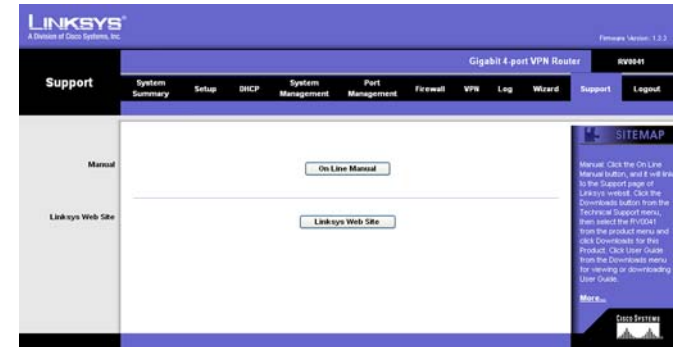 LINKSYS®
A Division of Cisco Systems, Inc.
Firmware Version: 1.3.3
Gigabit 4-port VPN Router
RV0041
Support
System Summary
Setup
DHCP
System Management
Port Management
Firewall
VPN
Log
Wizard
Support
Logout
SITEMAP
Manual
On Line Manual
Linksys Web Site
Linksys Web Site
Manual: Click the On Line
Manual button, and it will link
to the Support page of
Linksys websit. Click the
Downloads button from the
Technical Support menu,
then select the RV0041
from the product menu and
click Downloads for this
Product. Click User Guide
from the Downloads menu
for viewing or downloading
User Guide.
More...
CISCO SYSTEMS